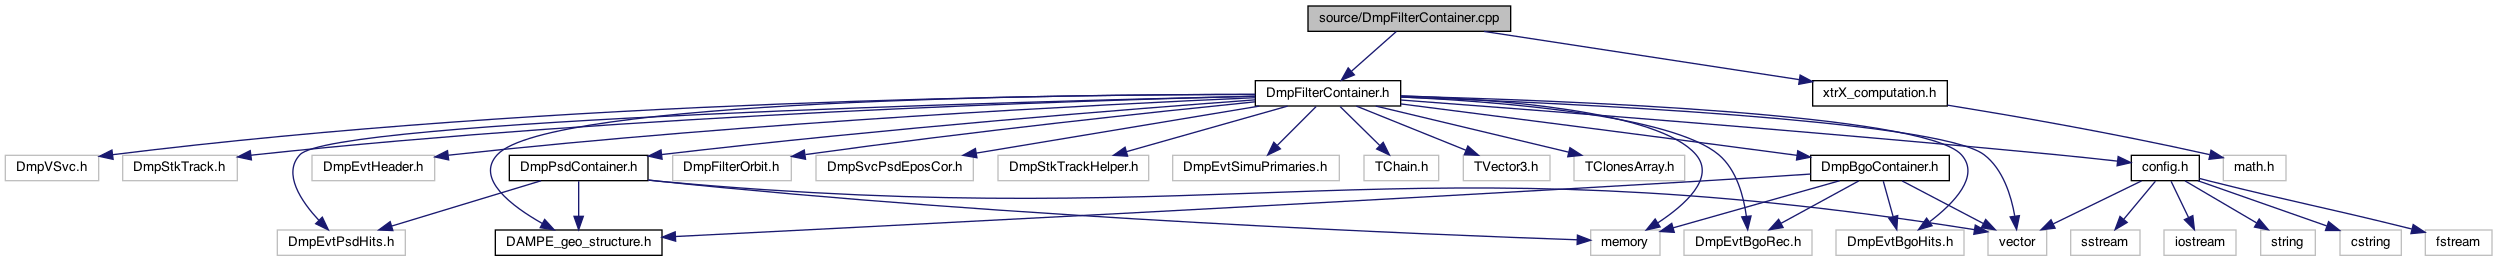 source/DmpFilterContainer.cpp
DmpFilterContainer.h
xtrX_computation.h
DmpVSvc.h
DmpStkTrack.h
DmpEvtHeader.h
DmpPsdContainer.h
DmpFilterOrbit.h
DmpSvcPsdEposCor.h
DmpStkTrackHelper.h
DmpEvtSimuPrimaries.h
TChain.h
TVector3.h
TClonesArray.h
DmpBgoContainer.h
config.h
math.h
DmpEvtPsdHits.h
DAMPE_geo_structure.h
memory
DmpEvtBgoRec.h
DmpEvtBgoHits.h
vector
sstream
iostream
string
cstring
fstream